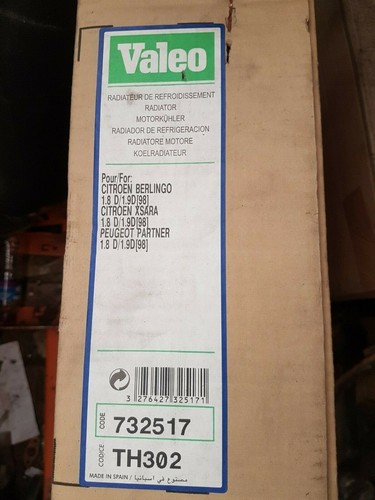 Valeo
RADIATEUR DE REFROIDISSEMENT
RADIATOR
MOTORKÜHLER
RADIADOR DE REFRIGERACION
RADIATORE MOTORE
KOELRADIATEUR
Pour/For:
CITROEN BERLINGO
1.8 D/1.9D[98]
CITROEN XSARA
1.8 D/1.9D[98]
PEUGEOT PARTNER
1.8 D/1.9D[98]
3 276427 325171
CODE 732517
CODICE TH302
MADE IN SPAIN / مصنوع في اسبانيا